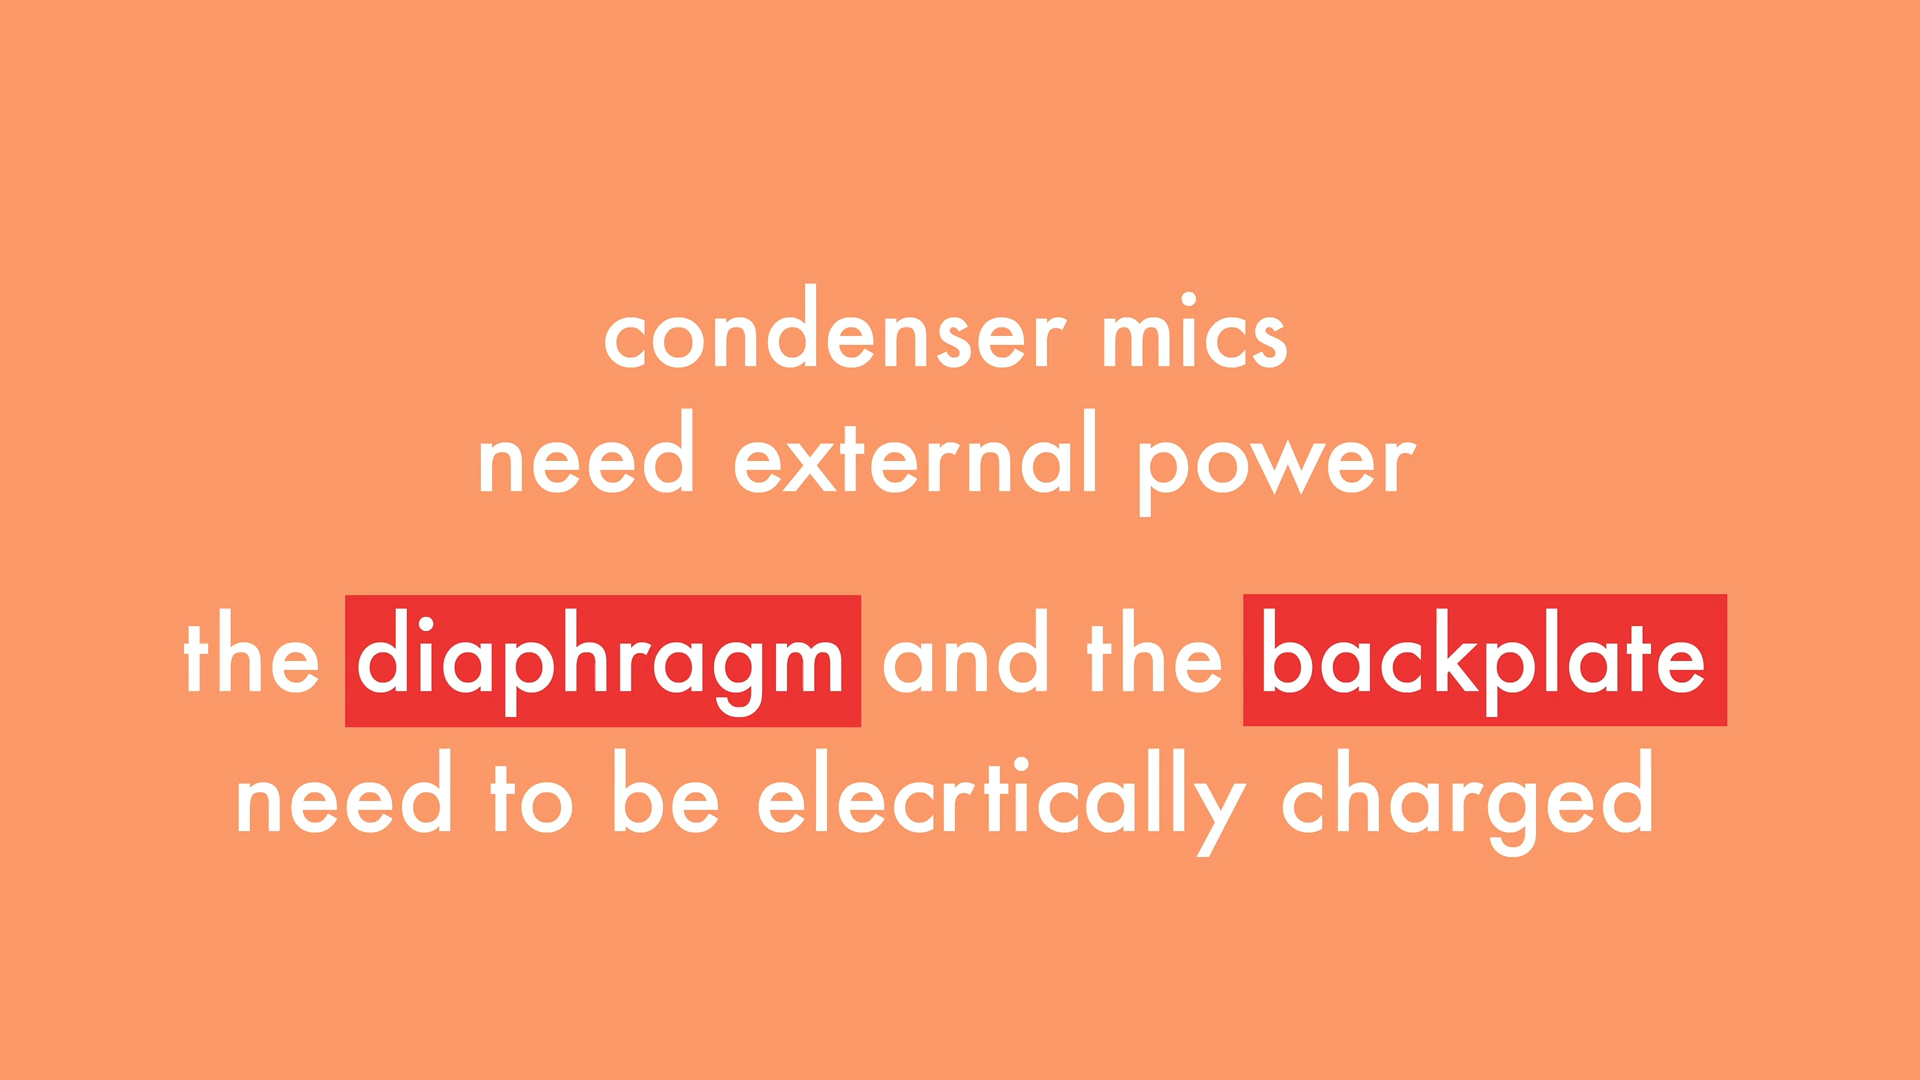 condenser mics
need external power
the diaphragm and the backplate
need to be elecrtically charged